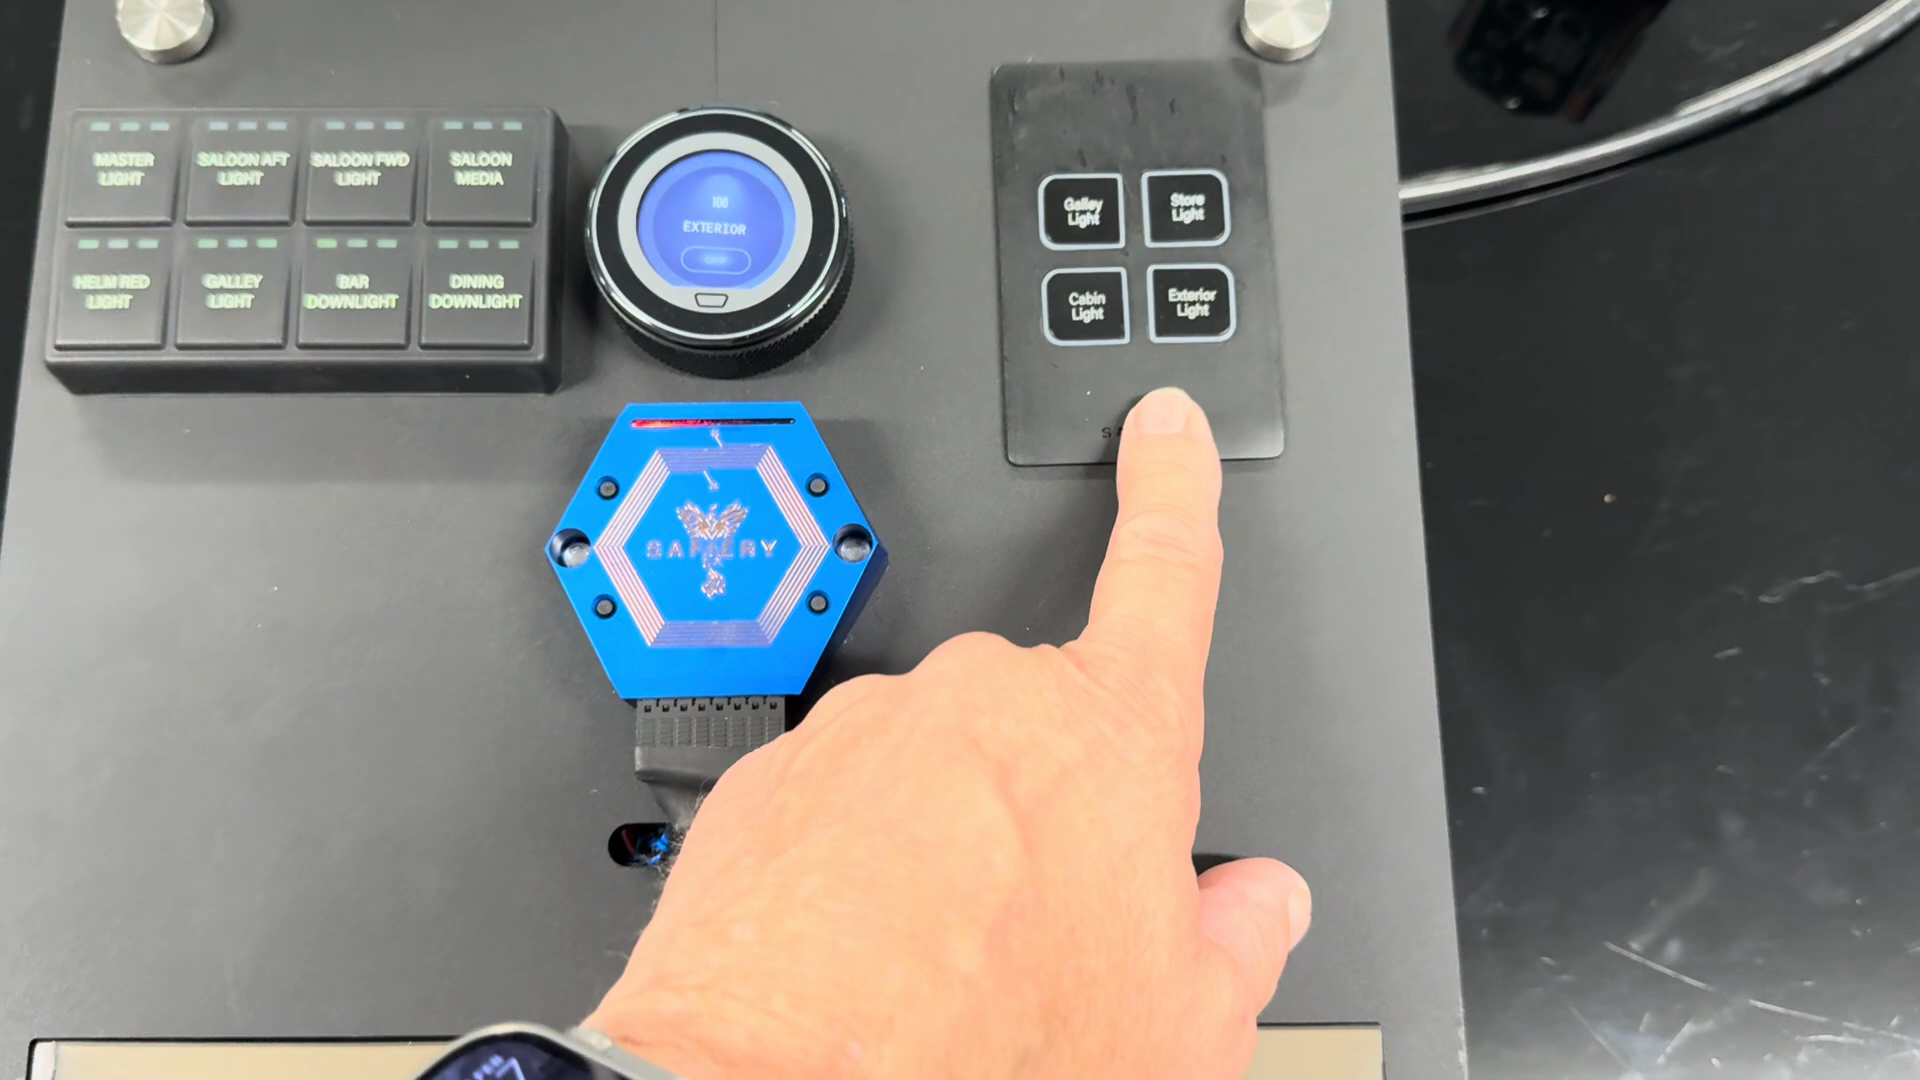 MASTER
LIGHT
SALOON AFT
LIGHT
SALOON FWD
LIGHT
SALOON
MEDIA
HELM RED
LIGHT
GALLEY
LIGHT
BAR
DOWNLIGHT
DINING
DOWNLIGHT
100
EXTERIOR
OFF
Galley
Light
Store
Light
Cabin
Light
Exterior
Light